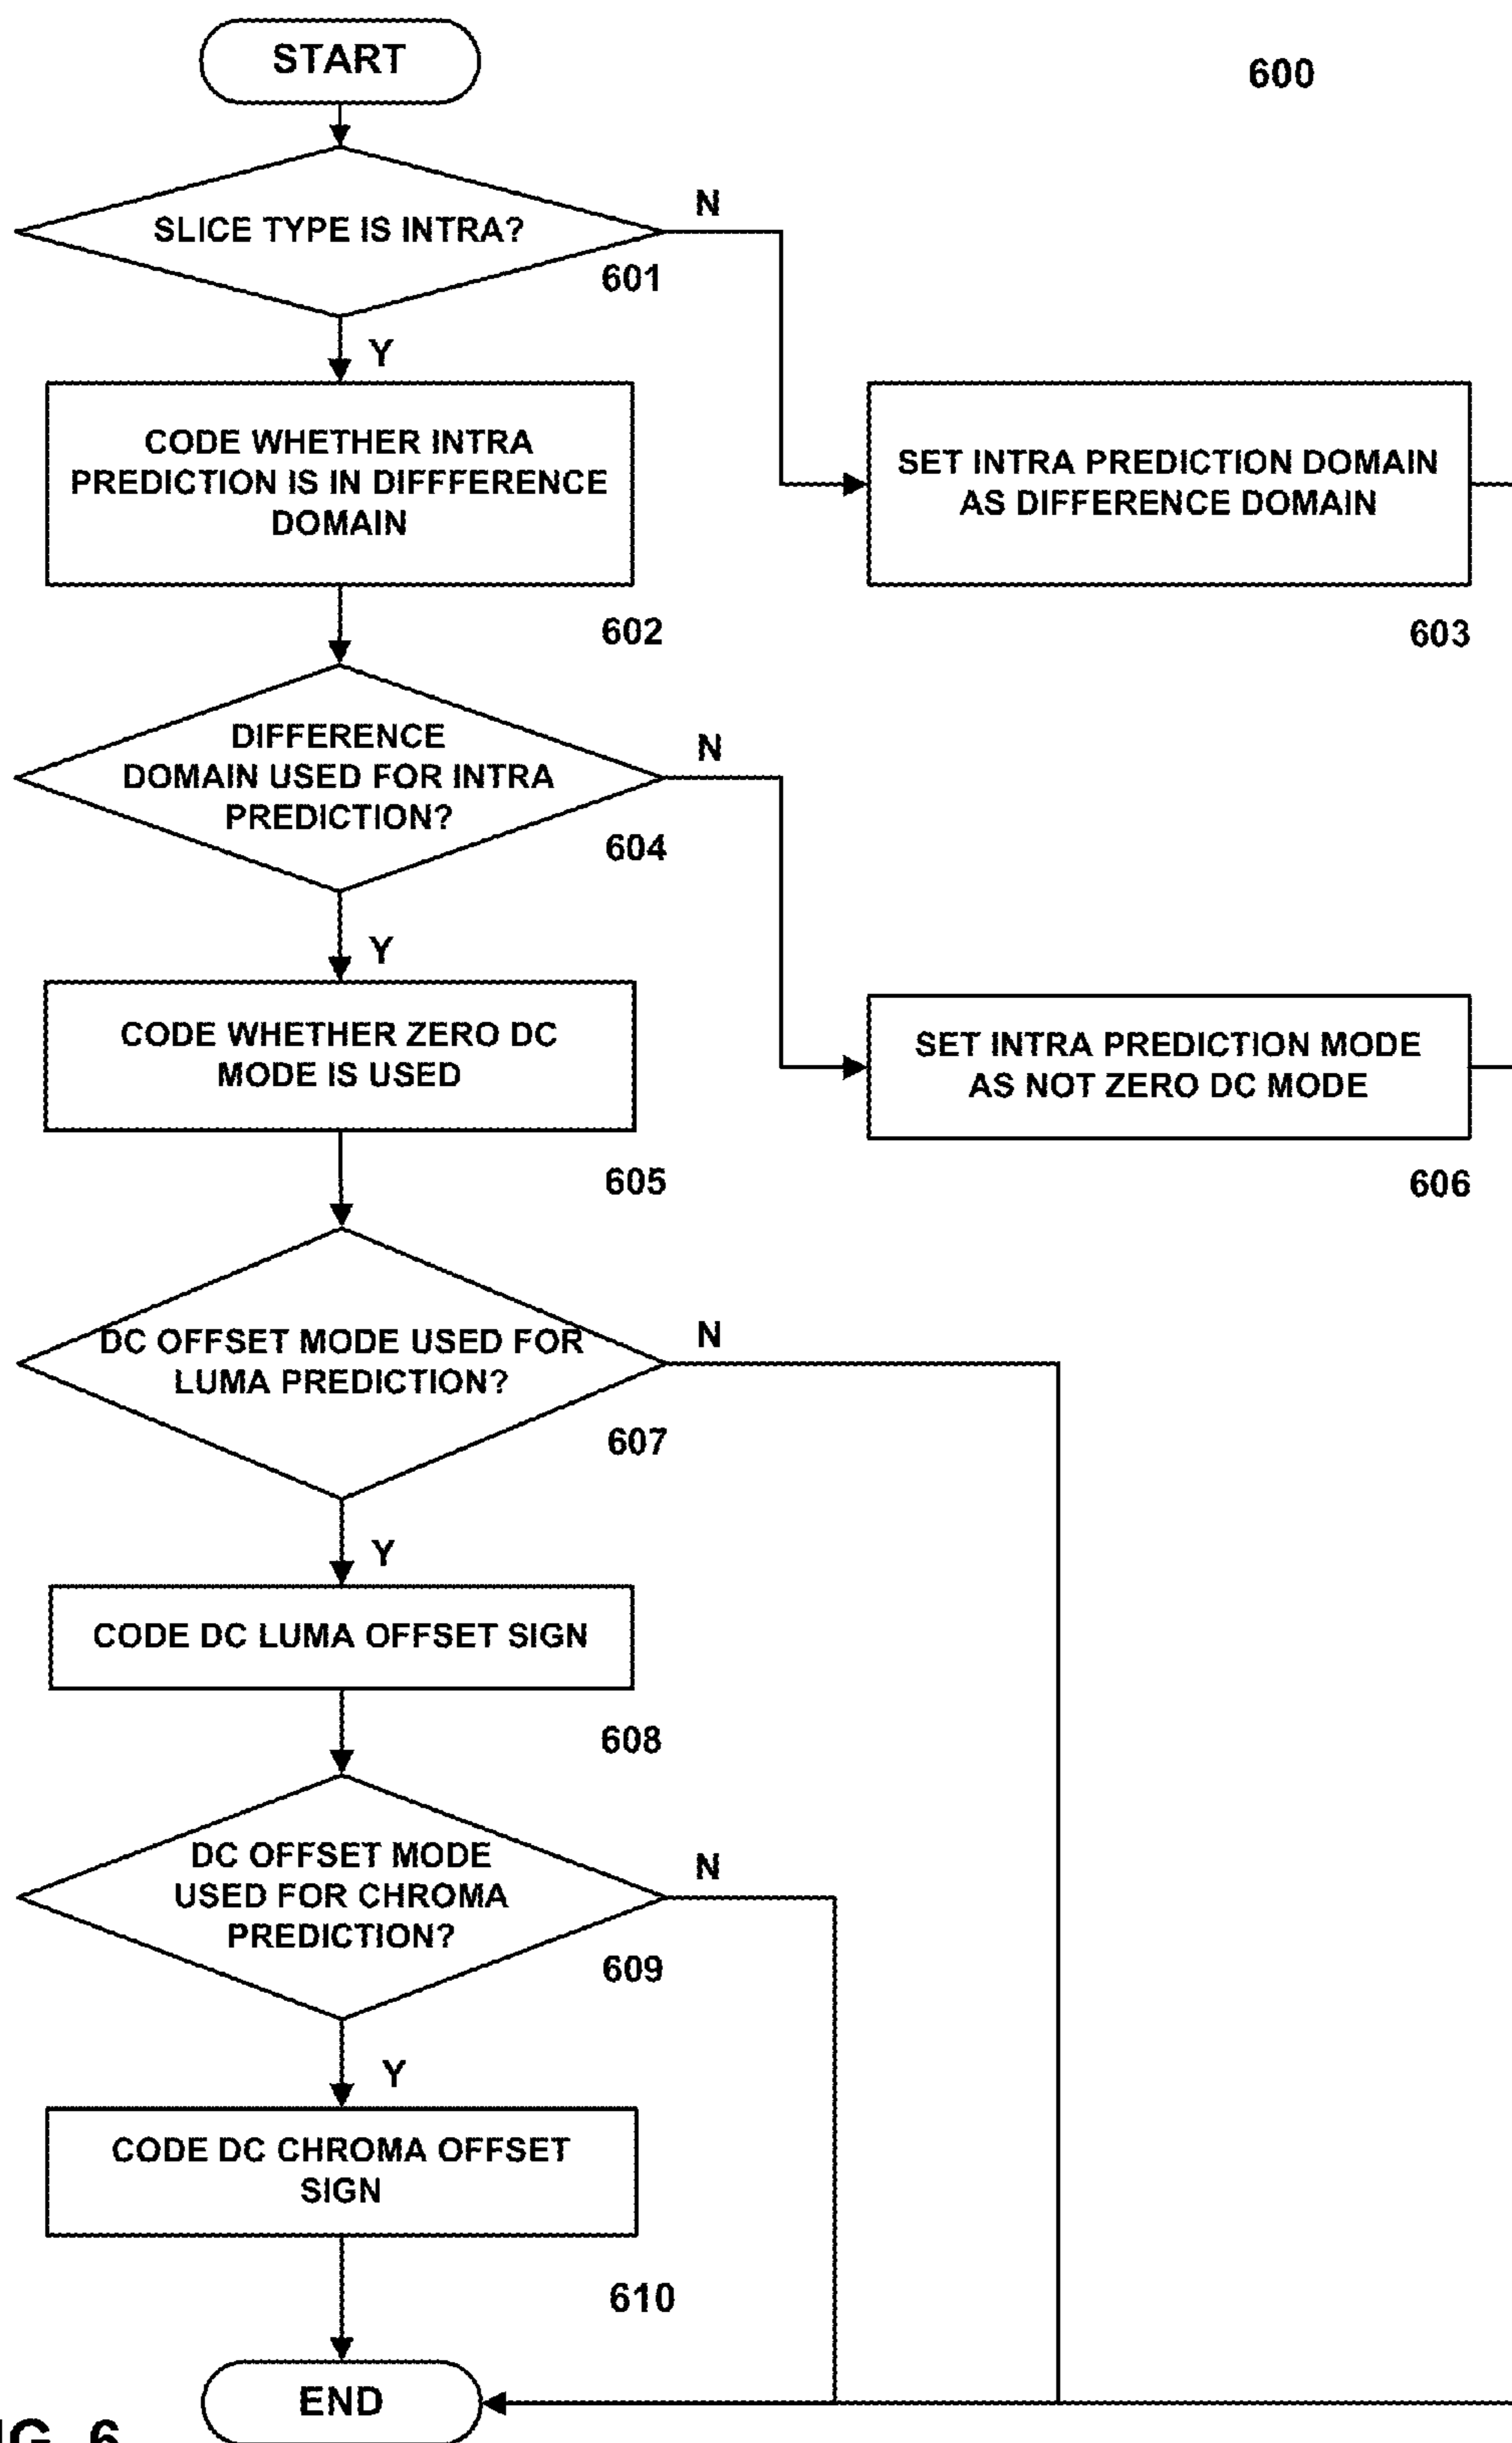 START
600
SLICE TYPE IS INTRA?
N
601
Y
CODE WHETHER INTRA
PREDICTION IS IN DIFFFERENCE
DOMAIN
602
SET INTRA PREDICTION DOMAIN
AS DIFFERENCE DOMAIN
603
DIFFERENCE
DOMAIN USED FOR INTRA
PREDICTION?
N
604
Y
CODE WHETHER ZERO DC
MODE IS USED
605
SET INTRA PREDICTION MODE
AS NOT ZERO DC MODE
606
DC OFFSET MODE USED FOR
LUMA PREDICTION?
N
607
Y
CODE DC LUMA OFFSET SIGN
608
DC OFFSET MODE
USED FOR CHROMA
PREDICTION?
N
609
Y
CODE DC CHROMA OFFSET
SIGN
610
END
6